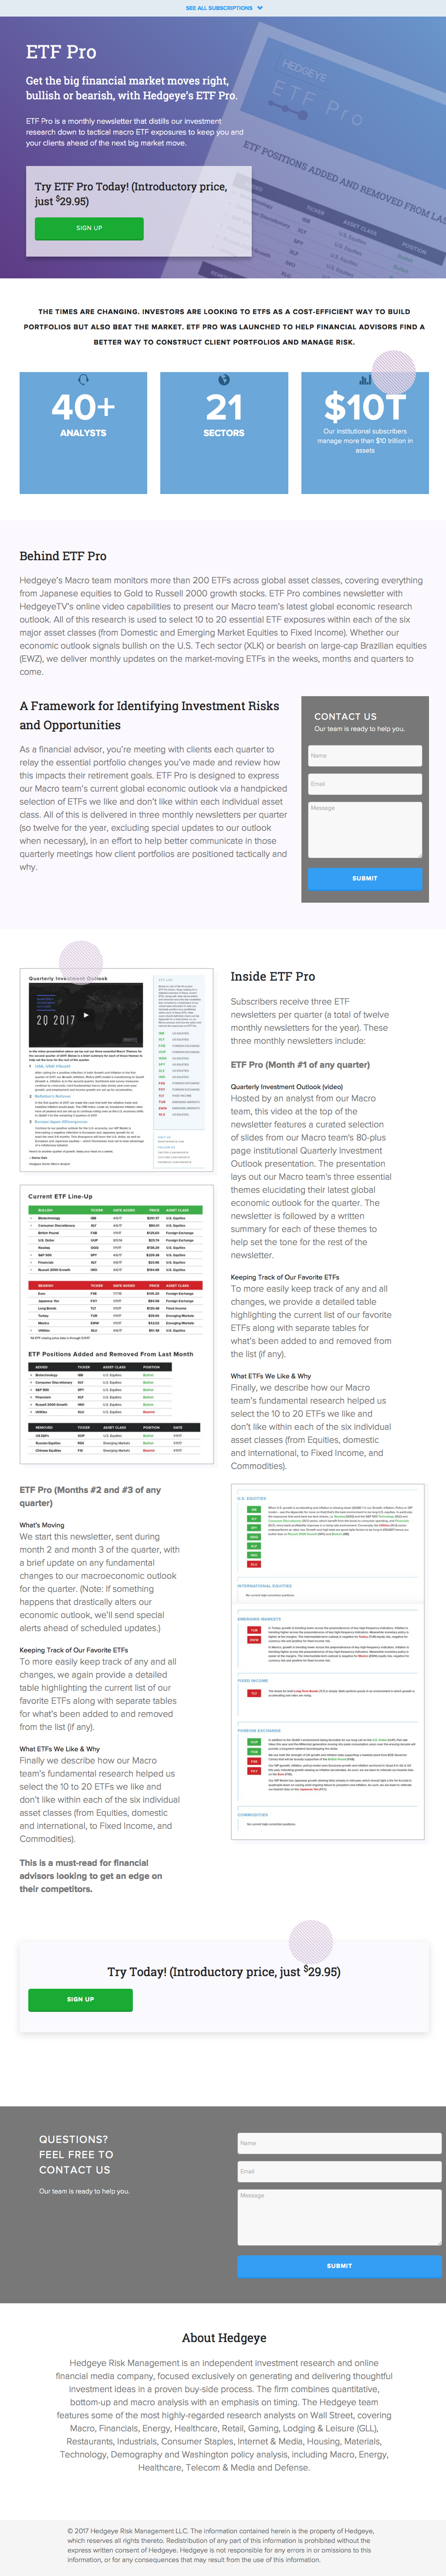 SEE ALL SUBSCRIPTIONS
ETF Pro
Get the big financial market moves right,
bullish or bearish, with Hedgeye's ETF Pro.
ETF Pro is a monthly newsletter that distills our investment
research down to tactical macro ETF exposures to keep you and
your clients ahead of the next big market move.
Try ETF Pro Today! (Introductory price,
just $29.95)
SIGN UP
HEDGEYE
ETF Pro
ETF POSITIONS ADDED AND REMOVED FROM LAS
TICKER
ASSET CLASS
POSITION
THE TIMES ARE CHANGING. INVESTORS ARE LOOKING TO ETFS AS A COST-EFFICIENT WAY TO BUILD
PORTFOLIOS BUT ALSO BEAT THE MARKET. ETF PRO WAS LAUNCHED TO HELP FINANCIAL ADVISORS FIND A
BETTER WAY TO CONSTRUCT CLIENT PORTFOLIOS AND MANAGE RISK.
40+
ANALYSTS
21
SECTORS
$10T
Our institutional subscribers
manage more than $10 trillion in
assets
Behind ETF Pro
Hedgeye's Macro team monitors more than 200 ETFs across global asset classes, covering everything
from Japanese equities to Gold to Russell 2000 growth stocks. ETF Pro combines newsletter with
HedgeyeTV's online video capabilities to present our Macro team's latest global economic research
outlook. All of this research is used to select 10 to 20 essential ETF exposures within each of the six
major asset classes (from Domestic and Emerging Market Equities to Fixed Income). Whether our
economic outlook signals bullish on the U.S. Tech sector (XLK) or bearish on large-cap Brazilian equities
(EWZ), we deliver monthly updates on the market-moving ETFs in the weeks, months and quarters to
come.
A Framework for Identifying Investment Risks
and Opportunities
As a financial advisor, you're meeting with clients each quarter to
relay the essential portfolio changes you've made and review how
this impacts their retirement goals. ETF Pro is designed to express
our Macro team's current global economic outlook via a handpicked
selection of ETFs we like and don't like within each individual asset
class. All of this is delivered in three monthly newsletters per quarter
(so twelve for the year, excluding special updates to our outlook
when necessary), in an effort to help better communicate in those
quarterly meetings how client portfolios are positioned tactically and
why.
CONTACT US
Our team is ready to help you.
Name
Email
Message
SUBMIT
Quarterly Investment Outlook
2Q 2017
Current ETF Line-Up
BULLISH TICKER DATE ADDED PRICE ASSET CLASS
BEARISH TICKER DATE ADDED PRICE ASSET CLASS
ETF Positions Added and Removed From Last Month
ADDED TICKER ASSET CLASS POSITION
REMOVED TICKER ASSET CLASS POSITION DATE
Inside ETF Pro
Subscribers receive three ETF
newsletters per quarter (a total of twelve
monthly newsletters for the year). These
three monthly newsletters include:
ETF Pro (Month #1 of any quarter)
Quarterly Investment Outlook (video)
Hosted by an analyst from our Macro
team, this video at the top of the
newsletter features a curated selection
of slides from our Macro team's 80-plus
page institutional Quarterly Investment
Outlook presentation. The presentation
lays out our Macro team's three essential
themes elucidating their latest global
economic outlook for the quarter. The
newsletter is followed by a written
summary for each of these themes to
help set the tone for the rest of the
newsletter.
Keeping Track of Our Favorite ETFs
To more easily keep track of any and all
changes, we provide a detailed table
highlighting the current list of our favorite
ETFs along with separate tables for
what's been added to and removed from
the list (if any).
What ETFs We Like & Why
Finally, we describe how our Macro
team's fundamental research helped us
select the 10 to 20 ETFs we like and
don't like within each of the six individual
asset classes (from Equities, domestic
and international, to Fixed Income, and
Commodities).
ETF Pro (Months #2 and #3 of any
quarter)
What's Moving
We start this newsletter, sent during
month 2 and month 3 of the quarter, with
a brief update on any fundamental
changes to our macroeconomic outlook
for the quarter. (Note: If something
happens that drastically alters our
economic outlook, we'll send special
alerts ahead of scheduled updates.)
Keeping Track of Our Favorite ETFs
To more easily keep track of any and all
changes, we again provide a detailed
table highlighting the current list of our
favorite ETFs along with separate tables
for what's been added to and removed
from the list (if any).
What ETFs We Like & Why
Finally we describe how our Macro
team's fundamental research helped us
select the 10 to 20 ETFs we like and
don't like within each of the six individual
asset classes (from Equities, domestic
and international, to Fixed Income, and
Commodities).
This is a must-read for financial
advisors looking to get an edge on
their competitors.
U.S. EQUITIES
INTERNATIONAL EQUITIES
EMERGING MARKETS
FIXED INCOME
FOREIGN EXCHANGE
COMMODITIES
Try Today! (Introductory price, just $29.95)
SIGN UP
QUESTIONS?
FEEL FREE TO
CONTACT US
Our team is ready to help you.
Name
Email
Message
SUBMIT
About Hedgeye
Hedgeye Risk Management is an independent investment research and online
financial media company, focused exclusively on generating and delivering thoughtful
investment ideas in a proven buy-side process. The firm combines quantitative,
bottom-up and macro analysis with an emphasis on timing. The Hedgeye team
features some of the most highly-regarded research analysts on Wall Street, covering
Macro, Financials, Energy, Healthcare, Retail, Gaming, Lodging & Leisure (GLL),
Restaurants, Industrials, Consumer Staples, Internet & Media, Housing, Materials,
Technology, Demography and Washington policy analysis, including Macro, Energy,
Healthcare, Telecom & Media and Defense.
© 2017 Hedgeye Risk Management LLC. The information contained herein is the property of Hedgeye,
which reserves all rights thereto. Redistribution of any part of this information is prohibited without the
express written consent of Hedgeye. Hedgeye is not responsible for any errors in or omissions to this
information, or for any consequences that may result from the use of this information.